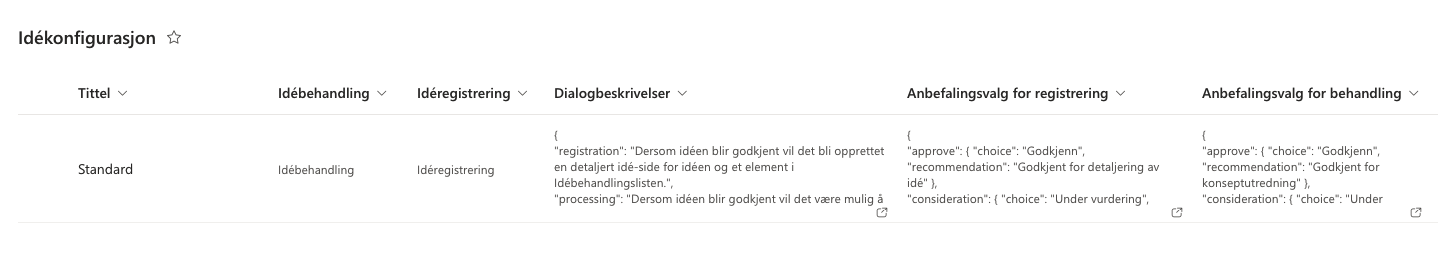 Idékonfigurasjon
Tittel Idébehandling Idéregistrering Dialogbeskrivelser Anbefalingsvalg for registrering Anbefalingsvalg for behandling
Standard
Idébehandling
Idéregistrering
{
"registration": "Dersom idéen blir godkjent vil det bli opprettet
en detaljert idé-side for idéen og et element i
Idébehandlingslisten.",
"processing": "Dersom idéen blir godkjent vil det være mulig å
{
"approve": { "choice": "Godkjenn",
"recommendation": "Godkjent for detaljering av
idé" },
"consideration": { "choice": "Under vurdering",
{
"approve": { "choice": "Godkjenn",
"recommendation": "Godkjent for
konseptutredning" },
"consideration": { "choice": "Under